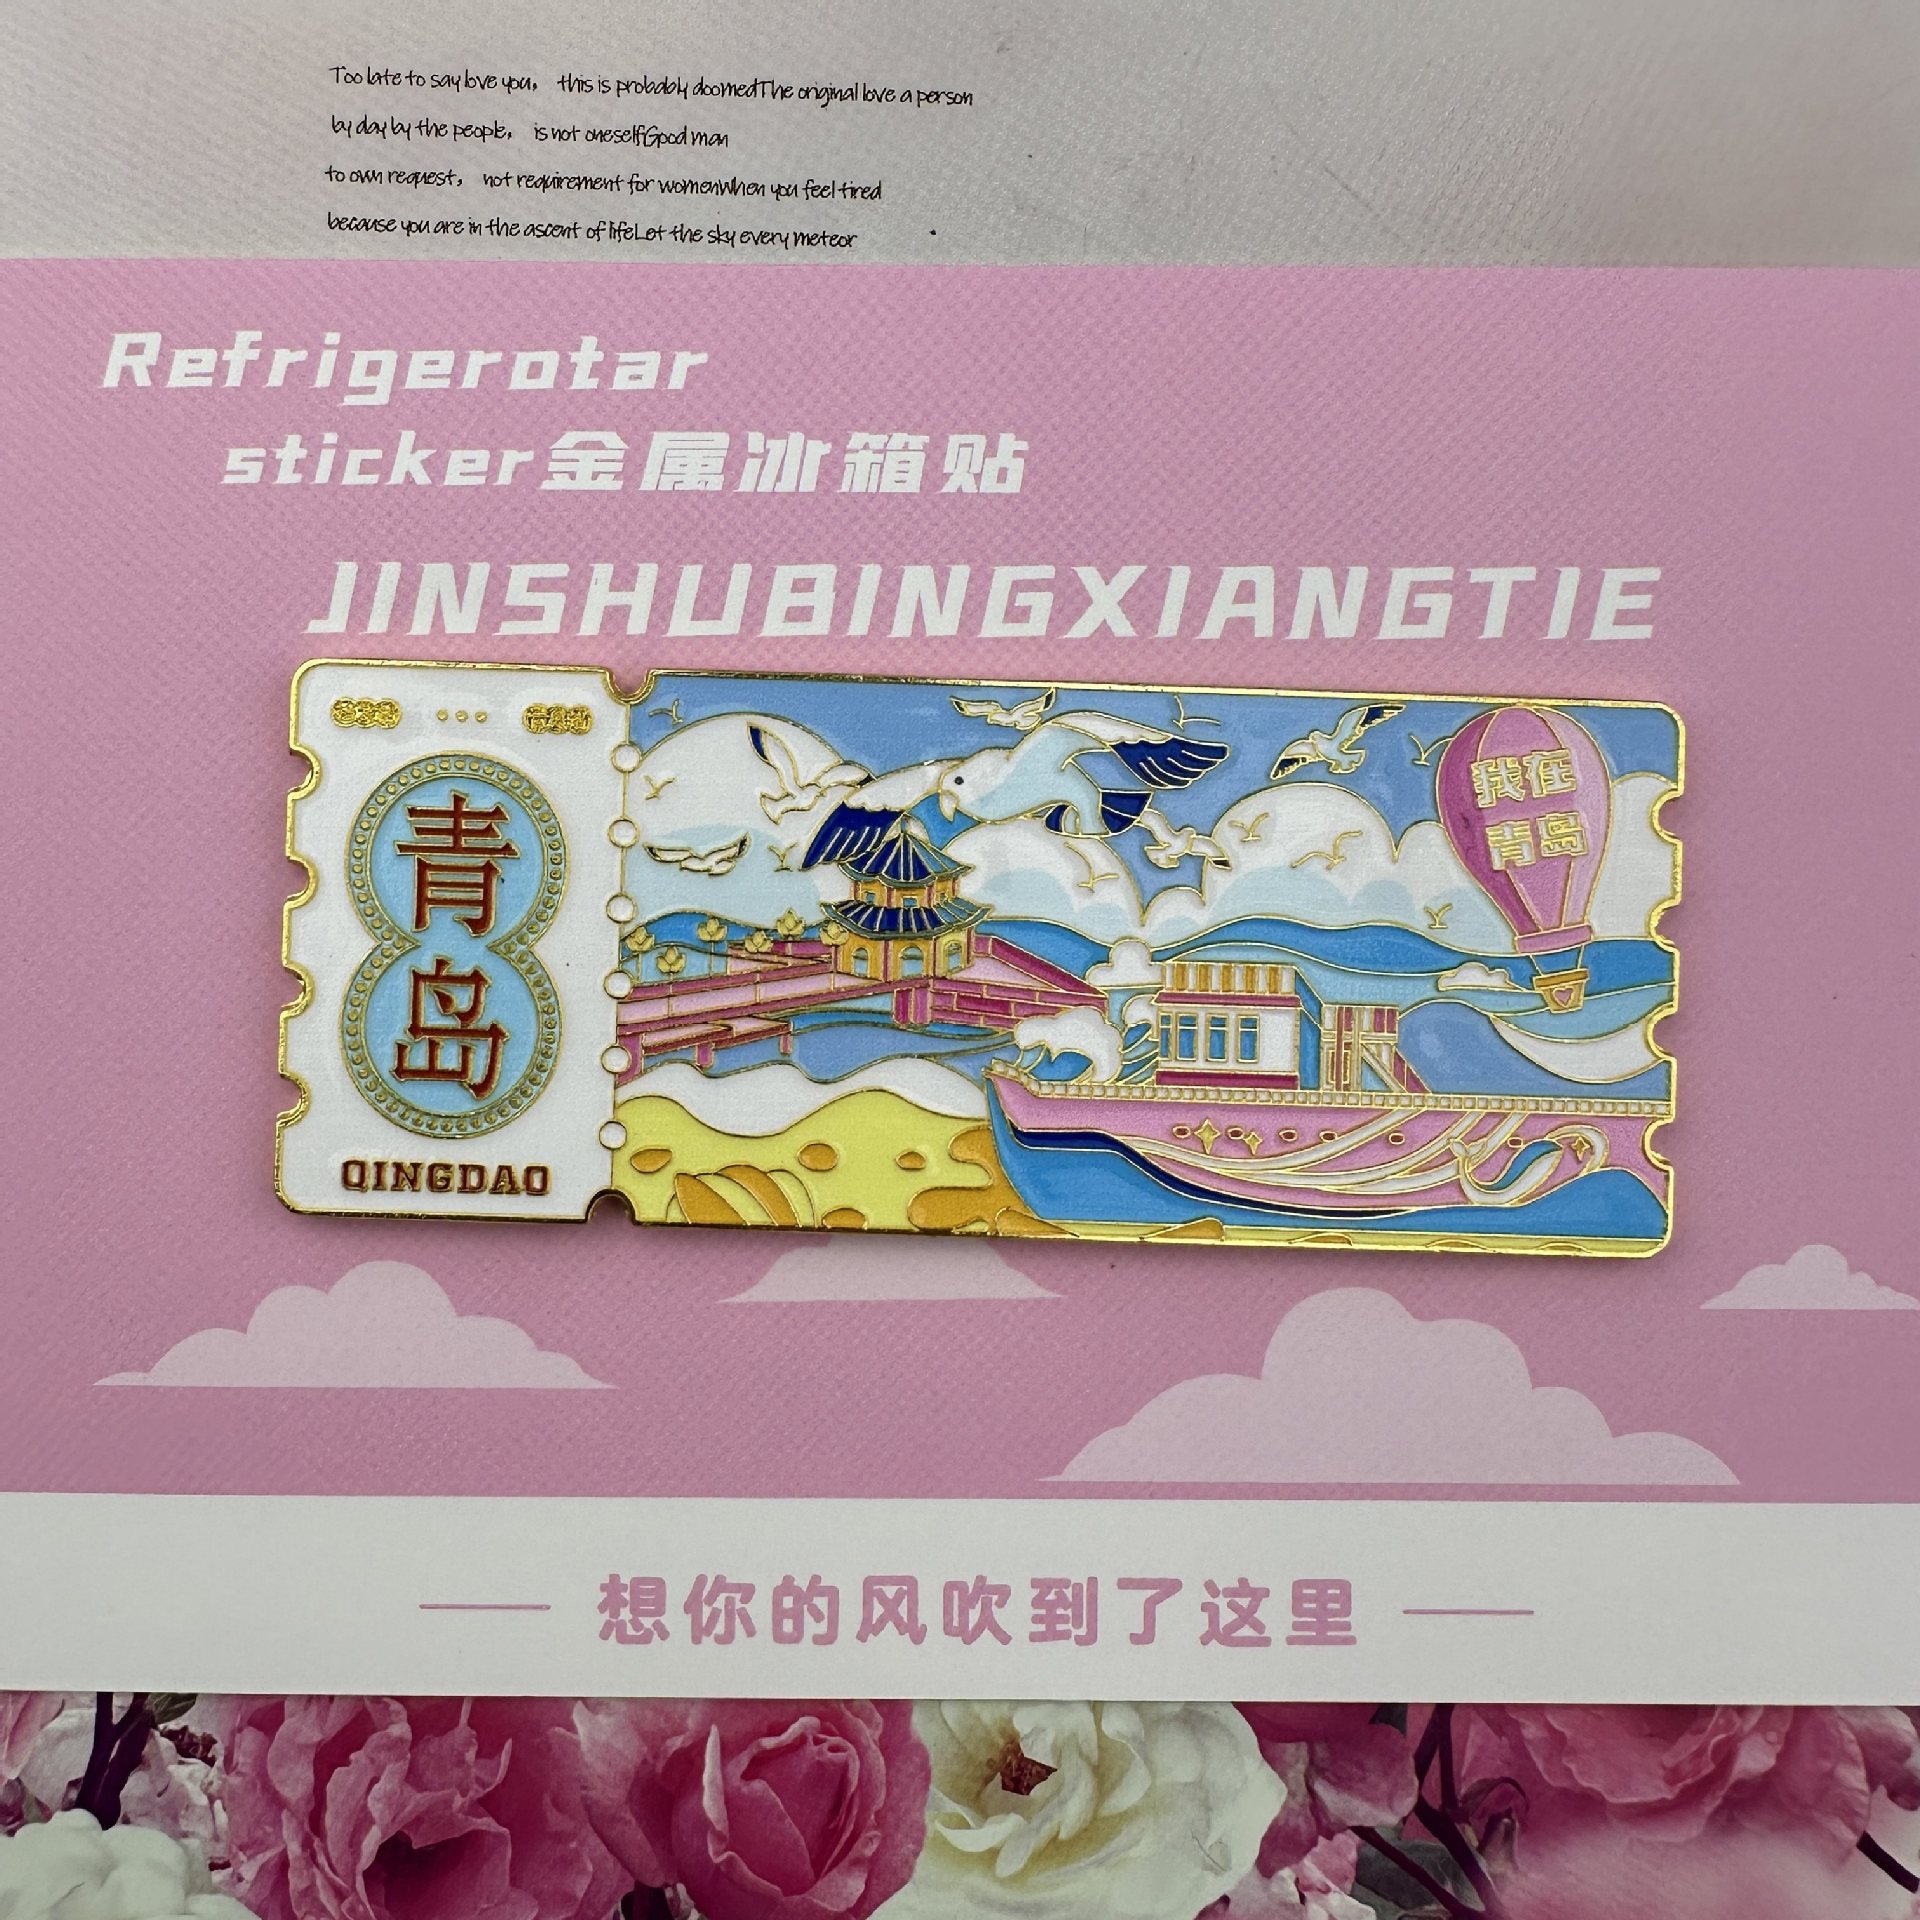 Too late to say love you, this is probably doomedThe original love a person
by day by the people, is not oneselfGood man
to own request, not requirement for womenWhen you feel tired
because you are in the ascent of lifeLet the sky every meteor
Refrigerotar
sticker金属冰箱贴
JINSHUBINGXIANGTIE
青岛
QINGDAO
我在
青岛
想你的风吹到了这里